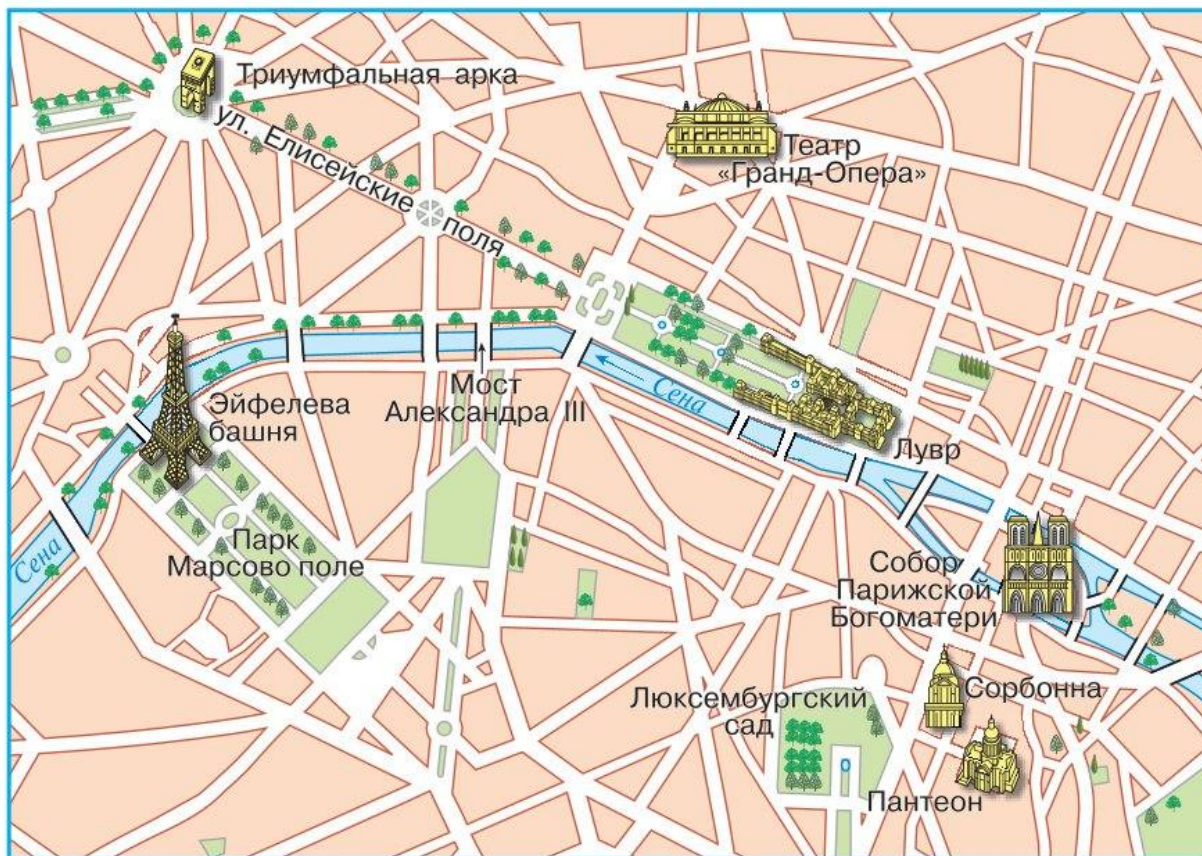 Триумфальная арка
ул. Елисейские поля
Театр
«Гранд-Опера»
Эйфелева
башня
Мост
Александра III
Сена
Лувр
Сена
Парк
Марсово поле
Собор
Парижской
Богоматери
Люксембургский
сад
Сорбонна
Пантеон